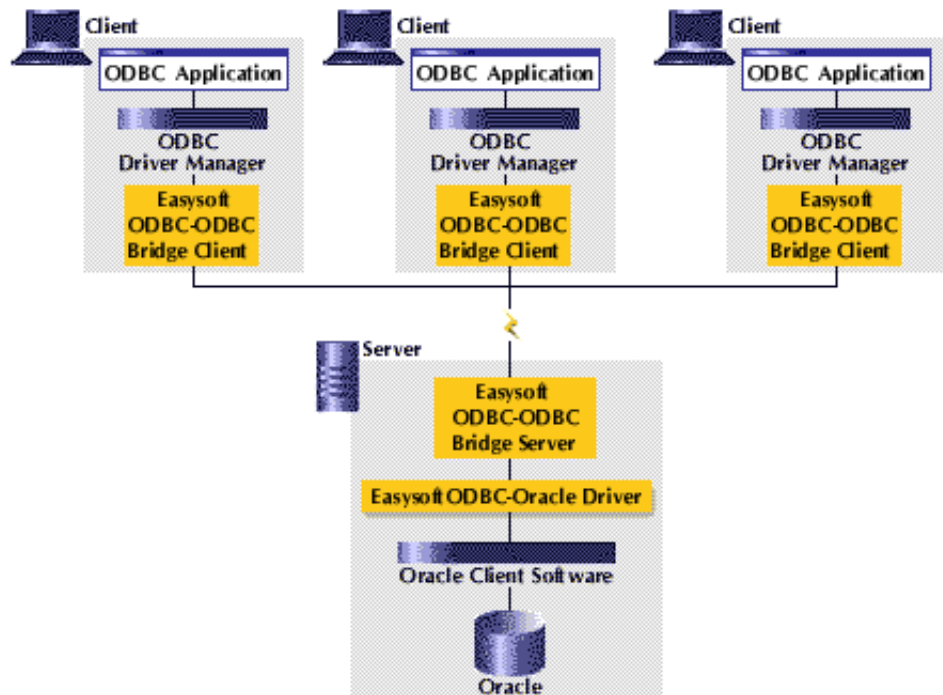 Client
ODBC Application
ODBC
Driver Manager
Easysoft
ODBC-ODBC
Bridge Client
Client
ODBC Application
ODBC
Driver Manager
Easysoft
ODBC-ODBC
Bridge Client
Client
ODBC Application
ODBC
Driver Manager
Easysoft
ODBC-ODBC
Bridge Client
Server
Easysoft
ODBC-ODBC
Bridge Server
Easysoft ODBC-Oracle Driver
Oracle Client Software
Oracle